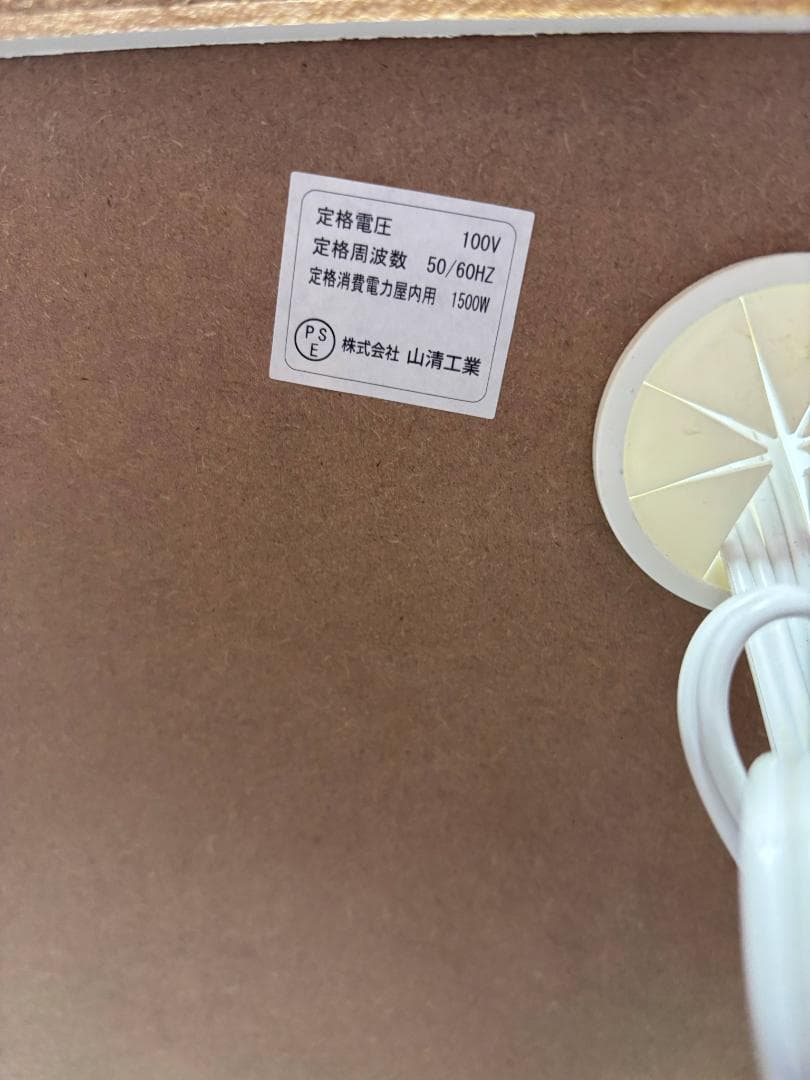 定格電圧 100V
定格周波数 50/60HZ
定格消費電力屋内用 1500W
PSE 株式会社 山清工業